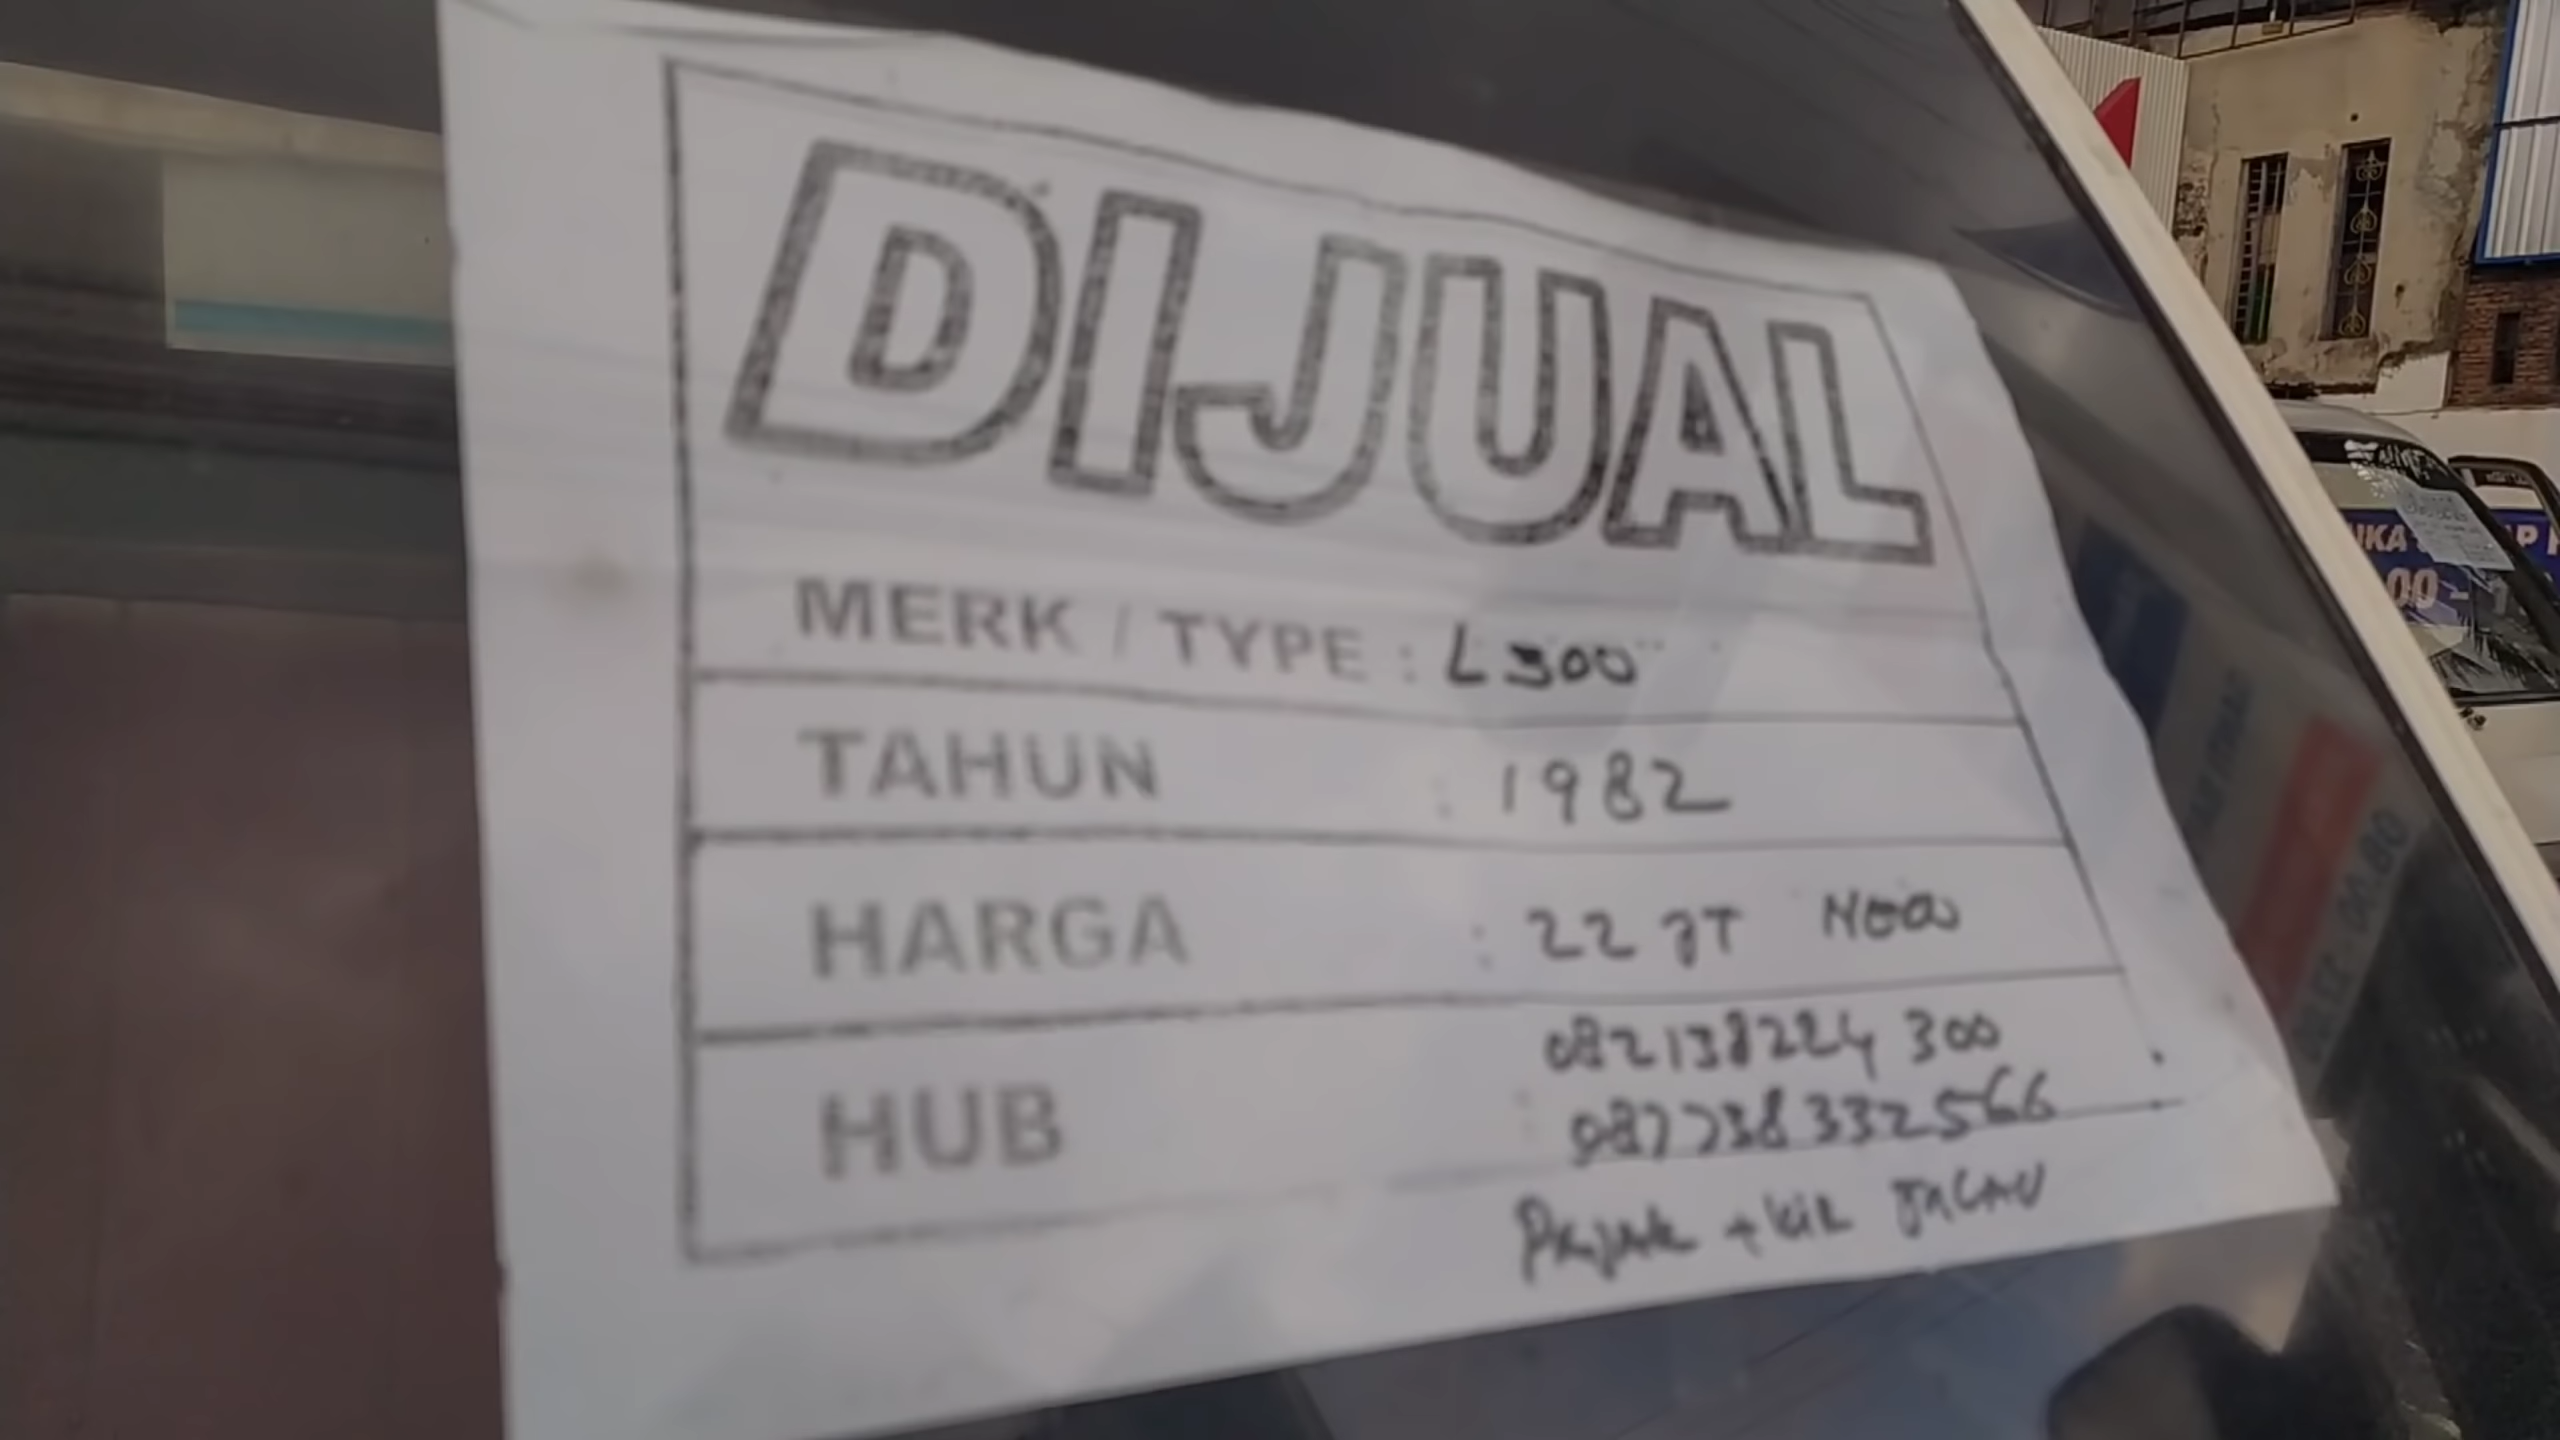 DIJUAL
MERK / TYPE : L300
TAHUN : 1982
HARGA : 22 JT NEGO
082138224300
HUB : 087738332566
PAJAK + KIR JALAN